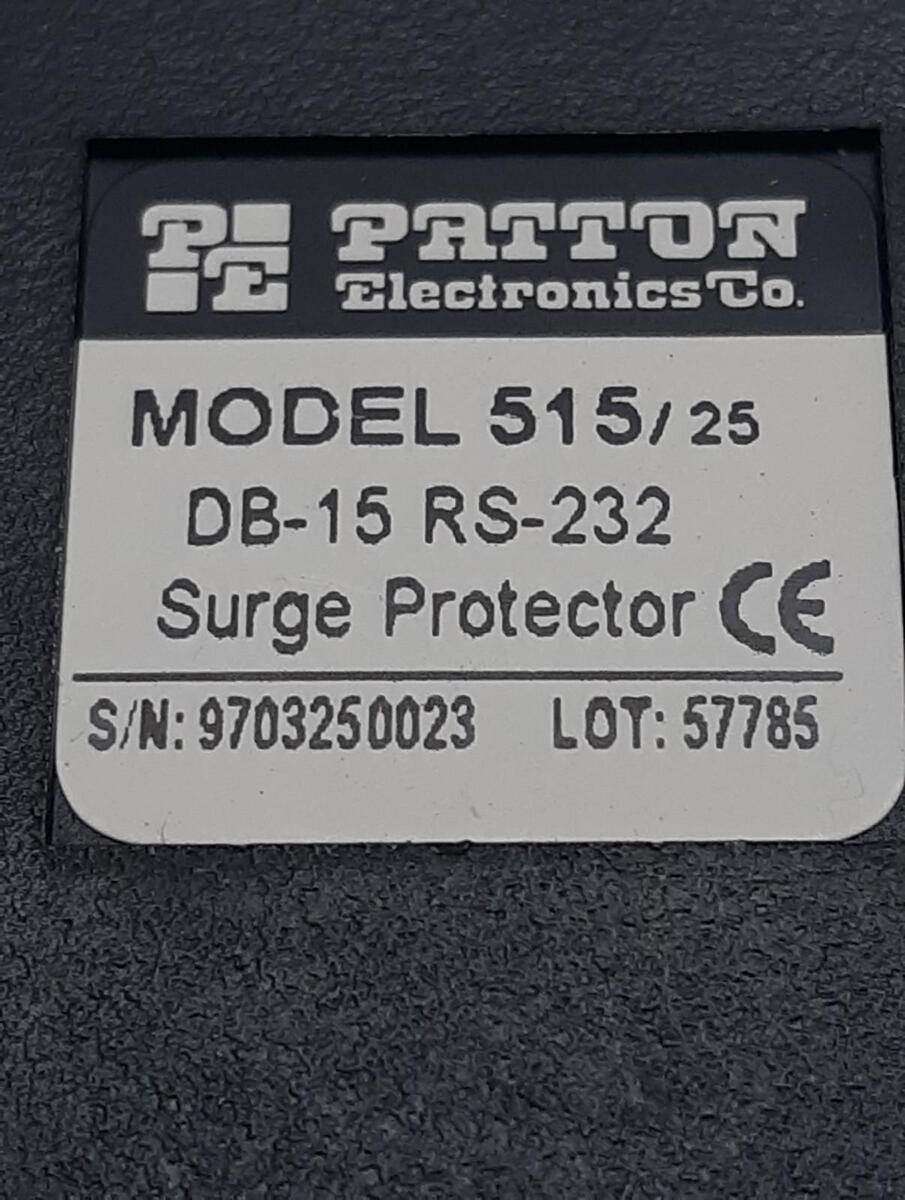 PE PATTON
Electronics Co.
MODEL 515/ 25
DB-15 RS-232
Surge Protector CE
S/N: 9703250023 LOT: 57785